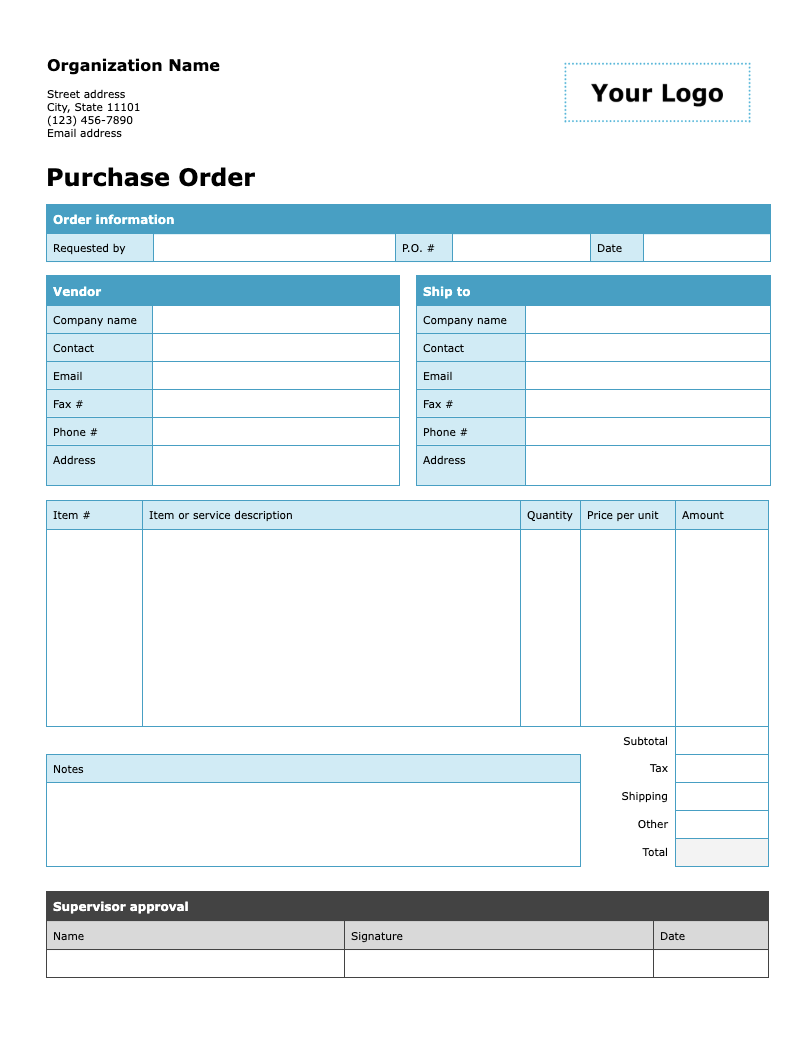 Organization Name
Your Logo
Street address
City, State 11101
(123) 456-7890
Email address
Purchase Order
Order information
Requested by P.O. # Date
Vendor
Company name
Contact
Email
Fax #
Phone #
Address
Ship to
Company name
Contact
Email
Fax #
Phone #
Address
Item # Item or service description Quantity Price per unit Amount
Subtotal
Tax
Shipping
Other
Total
Notes
Supervisor approval
Name Signature Date